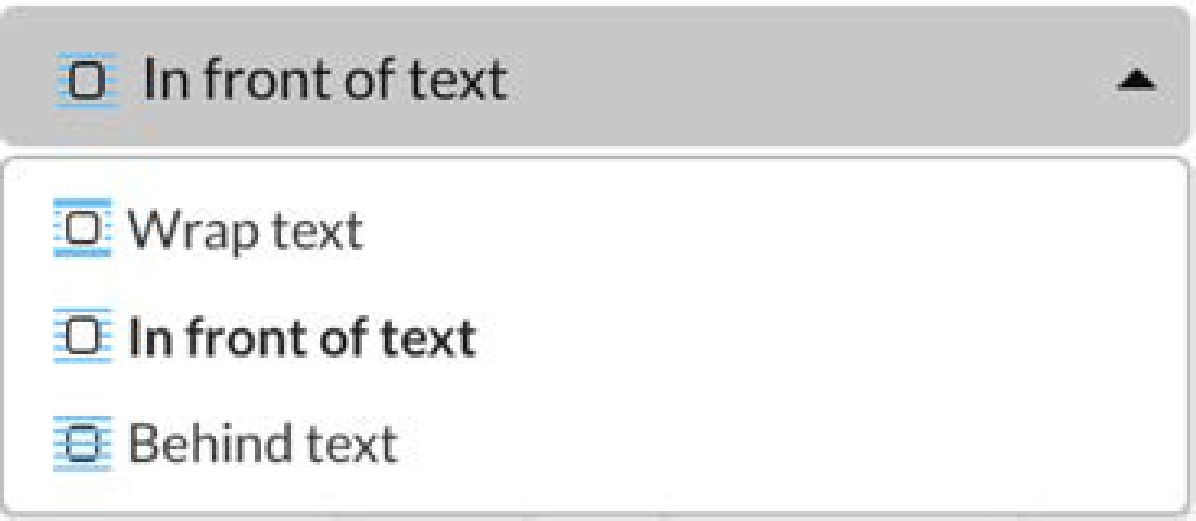 In front of text
Wrap text
In front of text
Behind text